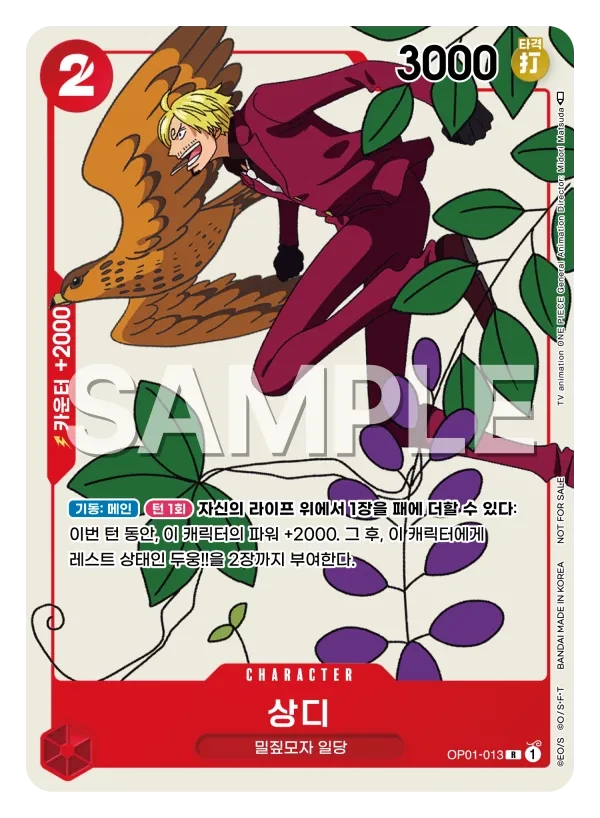 2
3000
타격
打
카운터 +2000
SAMPLE
기동: 메인 턴 1회 자신의 라이프 위에서 1장을 패에 더할 수 있다:
이번 턴 동안, 이 캐릭터의 파워 +2000. 그 후, 이 캐릭터에게
레스트 상태인 두웅!!을 2장까지 부여한다.
CHARACTER
상디
밀짚모자 일당
OP01-013 R 1
TV animation ONE PIECE General Animation Director: Midori Matsuda
©EO/S ©O/S·F·T BANDAI MADE IN KOREA NOT FOR SALE